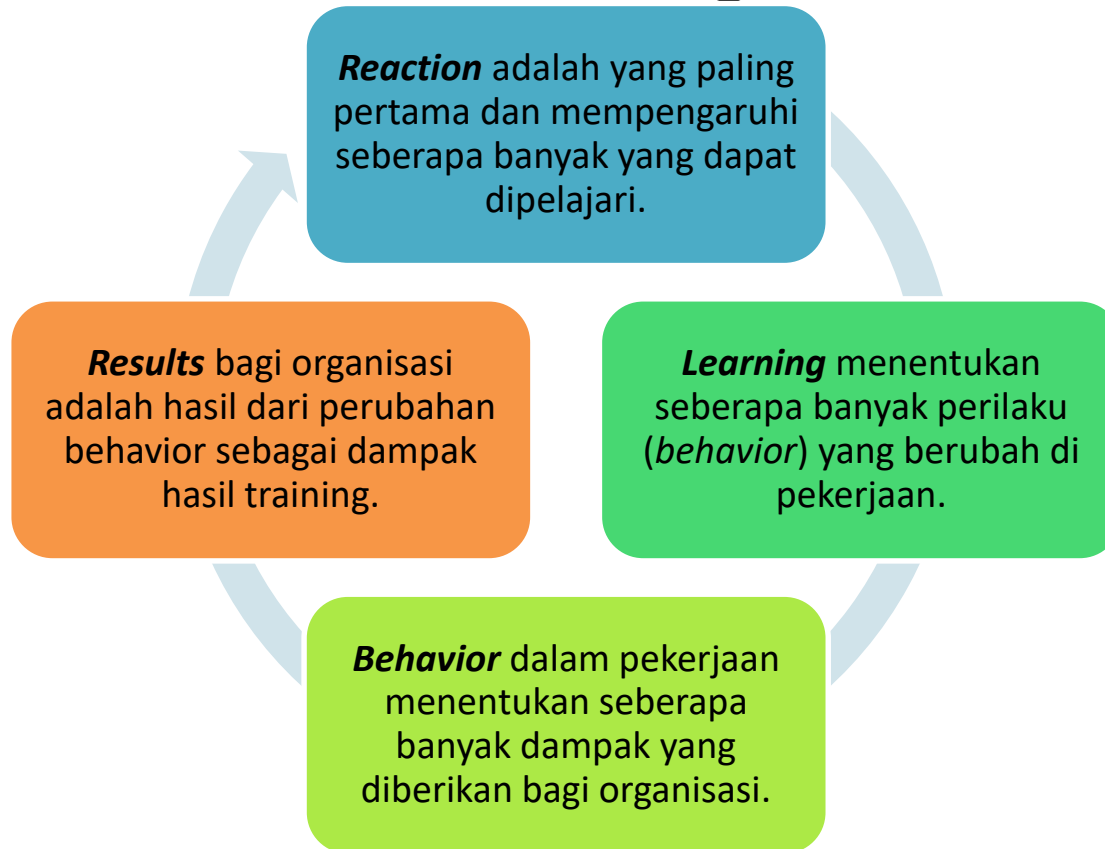 Reaction adalah yang paling
pertama dan mempengaruhi
seberapa banyak yang dapat
dipelajari.
Learning menentukan
seberapa banyak perilaku
(behavior) yang berubah di
pekerjaan.
Behavior dalam pekerjaan
menentukan seberapa
banyak dampak yang
diberikan bagi organisasi.
Results bagi organisasi
adalah hasil dari perubahan
behavior sebagai dampak
hasil training.